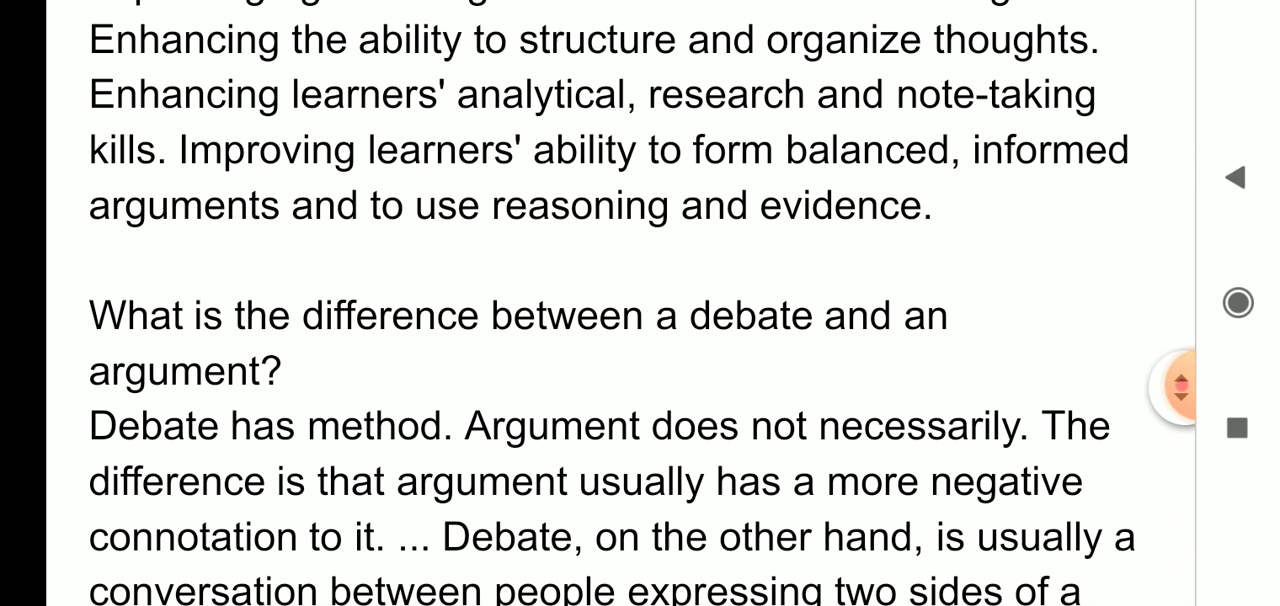 Enhancing the ability to structure and organize thoughts.
Enhancing learners' analytical, research and note-taking
kills. Improving learners' ability to form balanced, informed
arguments and to use reasoning and evidence.
What is the difference between a debate and an
argument?
Debate has method. Argument does not necessarily. The
difference is that argument usually has a more negative
connotation to it. ... Debate, on the other hand, is usually a
conversation between people expressing two sides of a